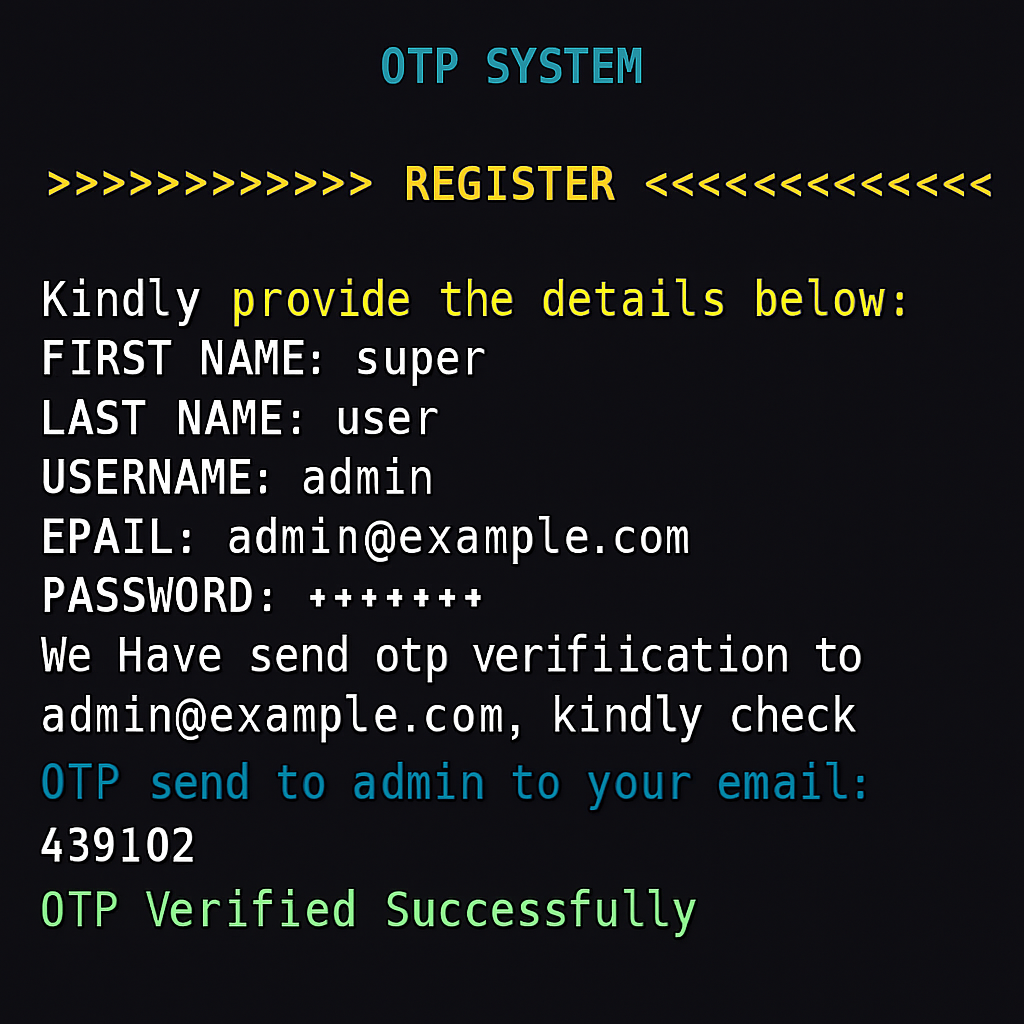 OTP SYSTEM
>>>>>>>>>>>> REGISTER <<<<<<<<<<<<<
Kindly provide the details below:
FIRST NAME: super
LAST NAME: user
USERNAME: admin
EPAIL: admin@example.com
PASSWORD: +++++++
We Have send otp verifiication to
admin@example.com, kindly check
OTP send to admin to your email:
439102
OTP Verified Successfully